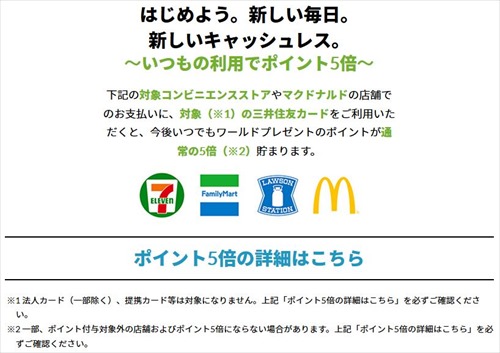 はじめよう。新しい毎日。
新しいキャッシュレス。
〜いつもの利用でポイント5倍〜
下記の対象コンビニエンスストアやマクドナルドの店舗で
のお支払いに、対象（※1）の三井住友カードをご利用いた
だくと、今後いつでもワールドプレゼントのポイントが通
常の5倍（※2）貯まります。
7
ELEVEN
FamilyMart
LAWSON
STATION
ポイント5倍の詳細はこちら
※1 法人カード（一部除く）、提携カード等は対象になりません。上記「ポイント5倍の詳細はこちら」を必ずご確認くださ
い。
※2 一部、ポイント付与対象外の店舗およびポイント5倍にならない場合があります。上記「ポイント5倍の詳細はこちら」を必
ずご確認ください。